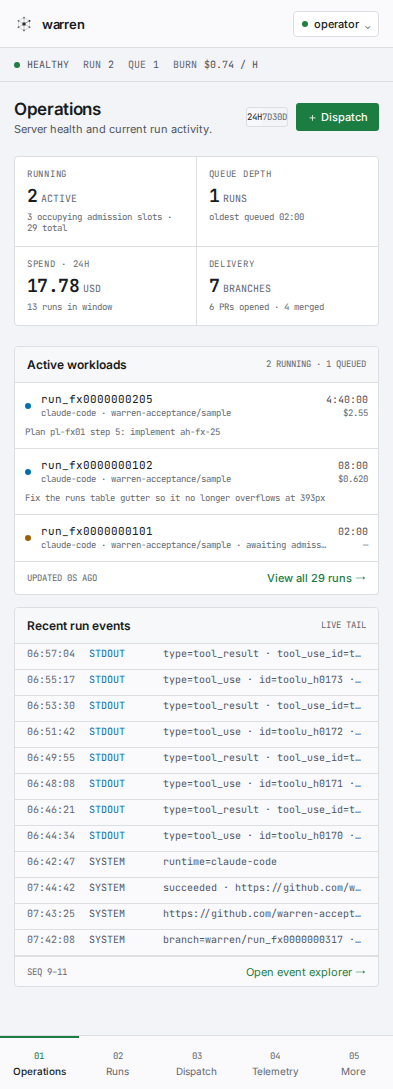 warren
operator
HEALTHY RUN 2 QUE 1 BURN $0.74 / H
Operations
Server health and current run activity.
24H 7D 30D
+ Dispatch
RUNNING
2 ACTIVE
3 occupying admission slots ·
29 total
QUEUE DEPTH
1 RUNS
oldest queued 02:00
SPEND · 24H
17.78 USD
13 runs in window
DELIVERY
7 BRANCHES
6 PRs opened · 4 merged
Active workloads
2 RUNNING · 1 QUEUED
run_fx0000000205 4:40:00
claude-code · warren-acceptance/sample $2.55
Plan pl-fx01 step 5: implement ah-fx-25
run_fx0000000102 08:00
claude-code · warren-acceptance/sample $0.620
Fix the runs table gutter so it no longer overflows at 393px
run_fx0000000101 02:00
claude-code · warren-acceptance/sample · awaiting admiss… —
UPDATED 0S AGO
View all 29 runs →
Recent run events
LIVE TAIL
06:57:04 STDOUT type=tool_result · tool_use_id=t…
06:55:17 STDOUT type=tool_use · id=toolu_h0173 ·…
06:53:30 STDOUT type=tool_result · tool_use_id=t…
06:51:42 STDOUT type=tool_use · id=toolu_h0172 ·…
06:49:55 STDOUT type=tool_result · tool_use_id=t…
06:48:08 STDOUT type=tool_use · id=toolu_h0171 ·…
06:46:21 STDOUT type=tool_result · tool_use_id=t…
06:44:34 STDOUT type=tool_use · id=toolu_h0170 ·…
06:42:47 SYSTEM runtime=claude-code
07:44:42 SYSTEM succeeded · https://github.com/w…
07:43:25 SYSTEM https://github.com/warren-accept…
07:42:08 SYSTEM branch=warren/run_fx0000000317 ·…
SEQ 9–11
Open event explorer →
01 02 03 04 05
Operations Runs Dispatch Telemetry More